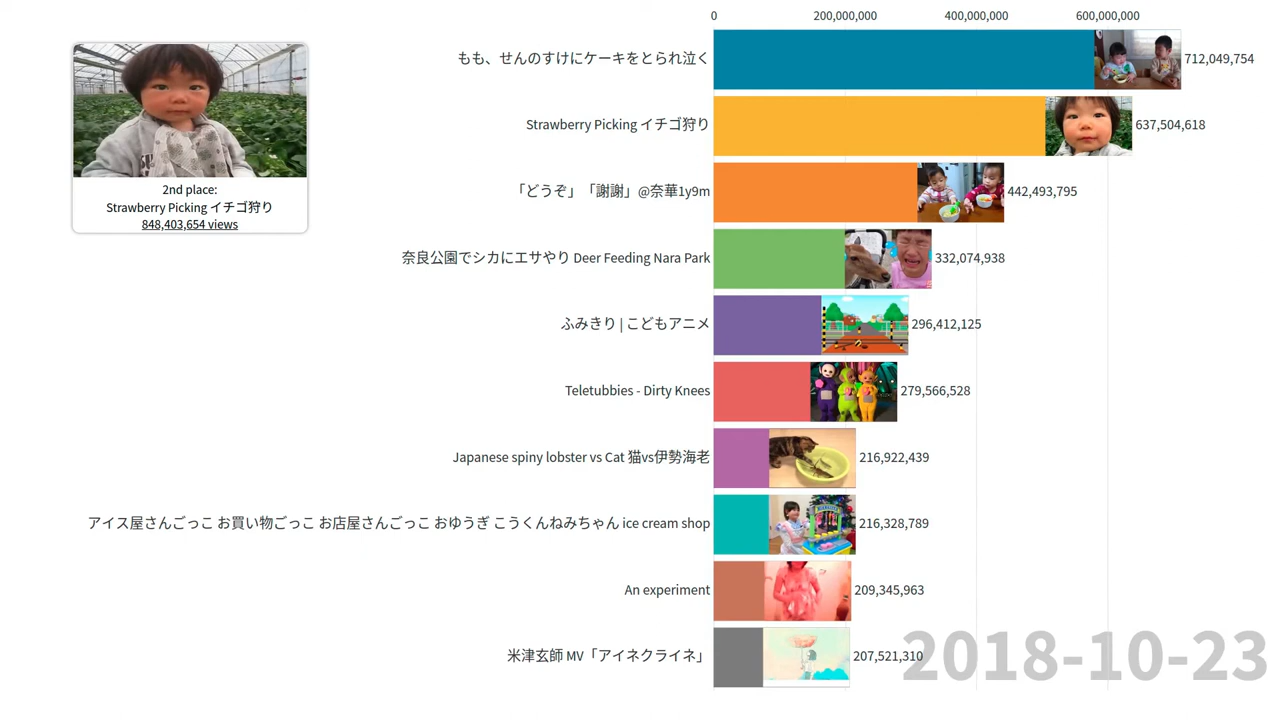 0 200,000,000 400,000,000 600,000,000
もも、せんのすけにケーキをとられ泣く 712,049,754
Strawberry Picking イチゴ狩り 637,504,618
2nd place:
Strawberry Picking イチゴ狩り
848,403,654 views
「どうぞ」「謝謝」@奈華1y9m 442,493,795
奈良公園でシカにエサやり Deer Feeding Nara Park 332,074,938
ふみきり | こどもアニメ 296,412,125
Teletubbies - Dirty Knees 279,566,528
Japanese spiny lobster vs Cat 猫vs伊勢海老 216,922,439
アイス屋さんごっこ お買い物ごっこ お店屋さんごっこ おゆうぎ こうくんねみちゃん ice cream shop 216,328,789
An experiment 209,345,963
米津玄師 MV「アイネクライネ」 207,521,310
2018-10-23